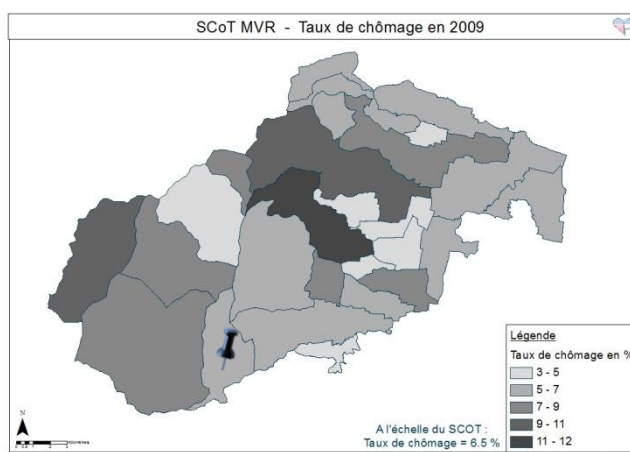 SCoT MVR - Taux de chômage en 2009
Légende
Taux de chômage en %
3 - 5
5 - 7
7 - 9
9 - 11
11 - 12
A l'échelle du SCOT :
Taux de chômage = 6.5 %
N